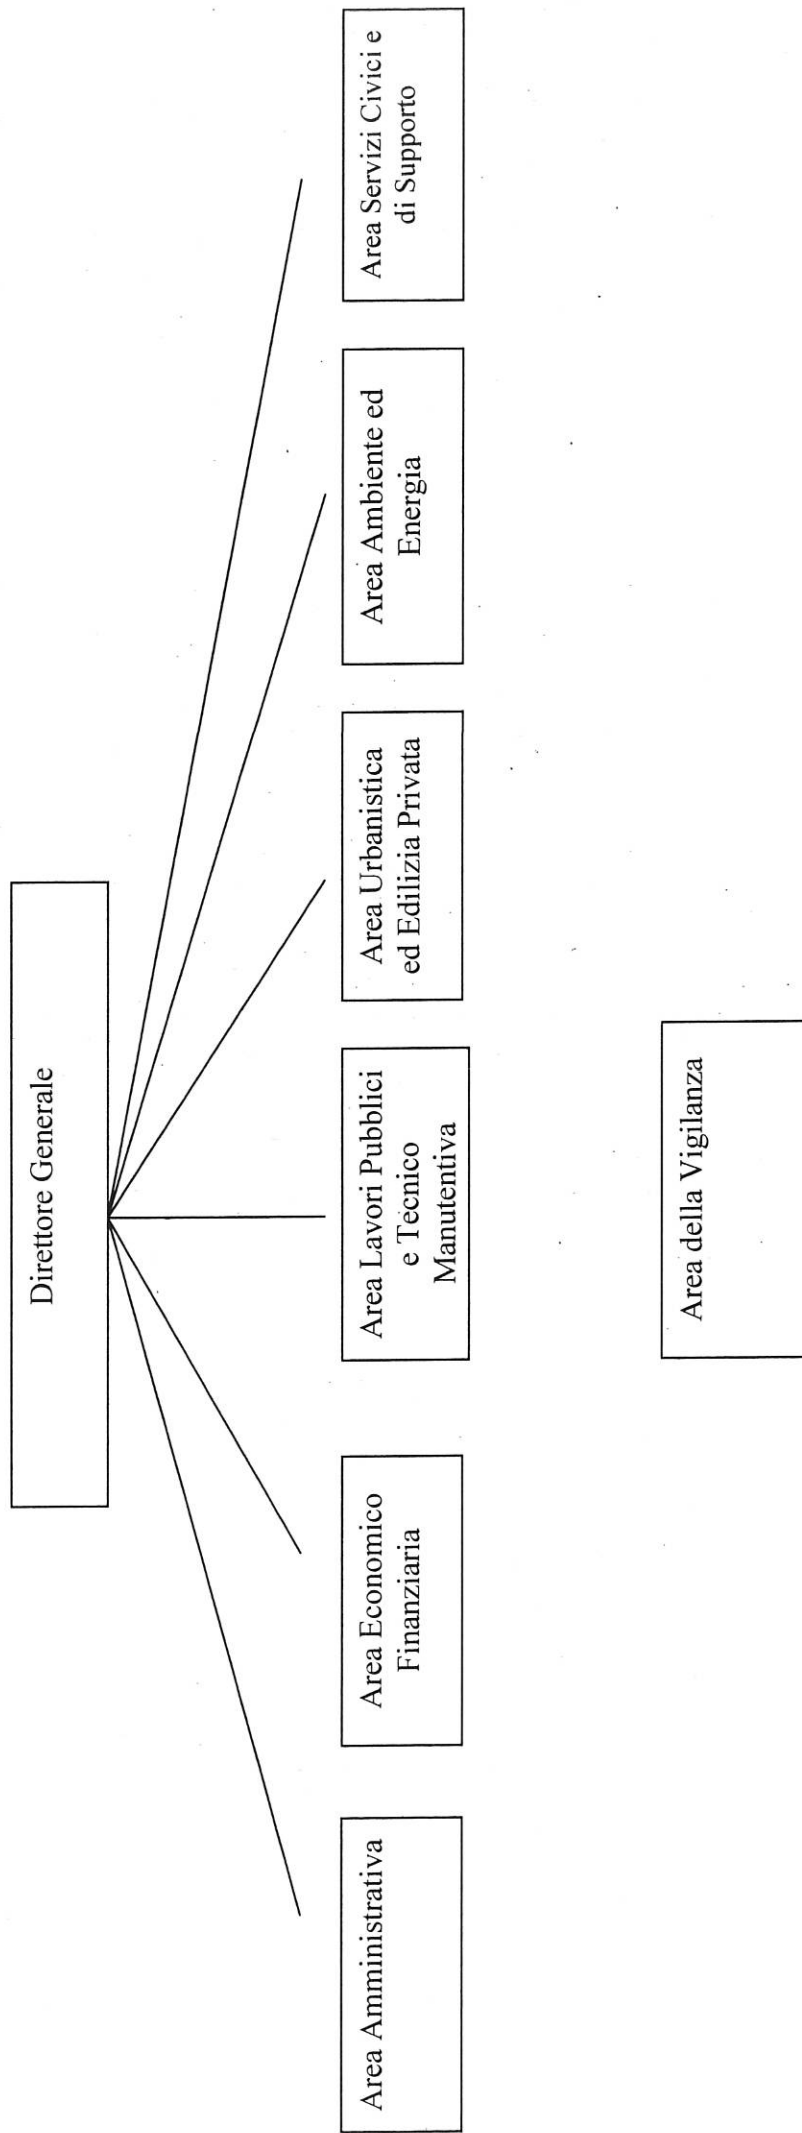 Direttore Generale
Area Amministrativa
Area Economico
Finanziaria
Area Lavori Pubblici
e Tecnico
Manutentiva
Area Urbanistica
ed Edilizia Privata
Area Ambiente ed
Energia
Area Servizi Civici e
di Supporto
Area della Vigilanza